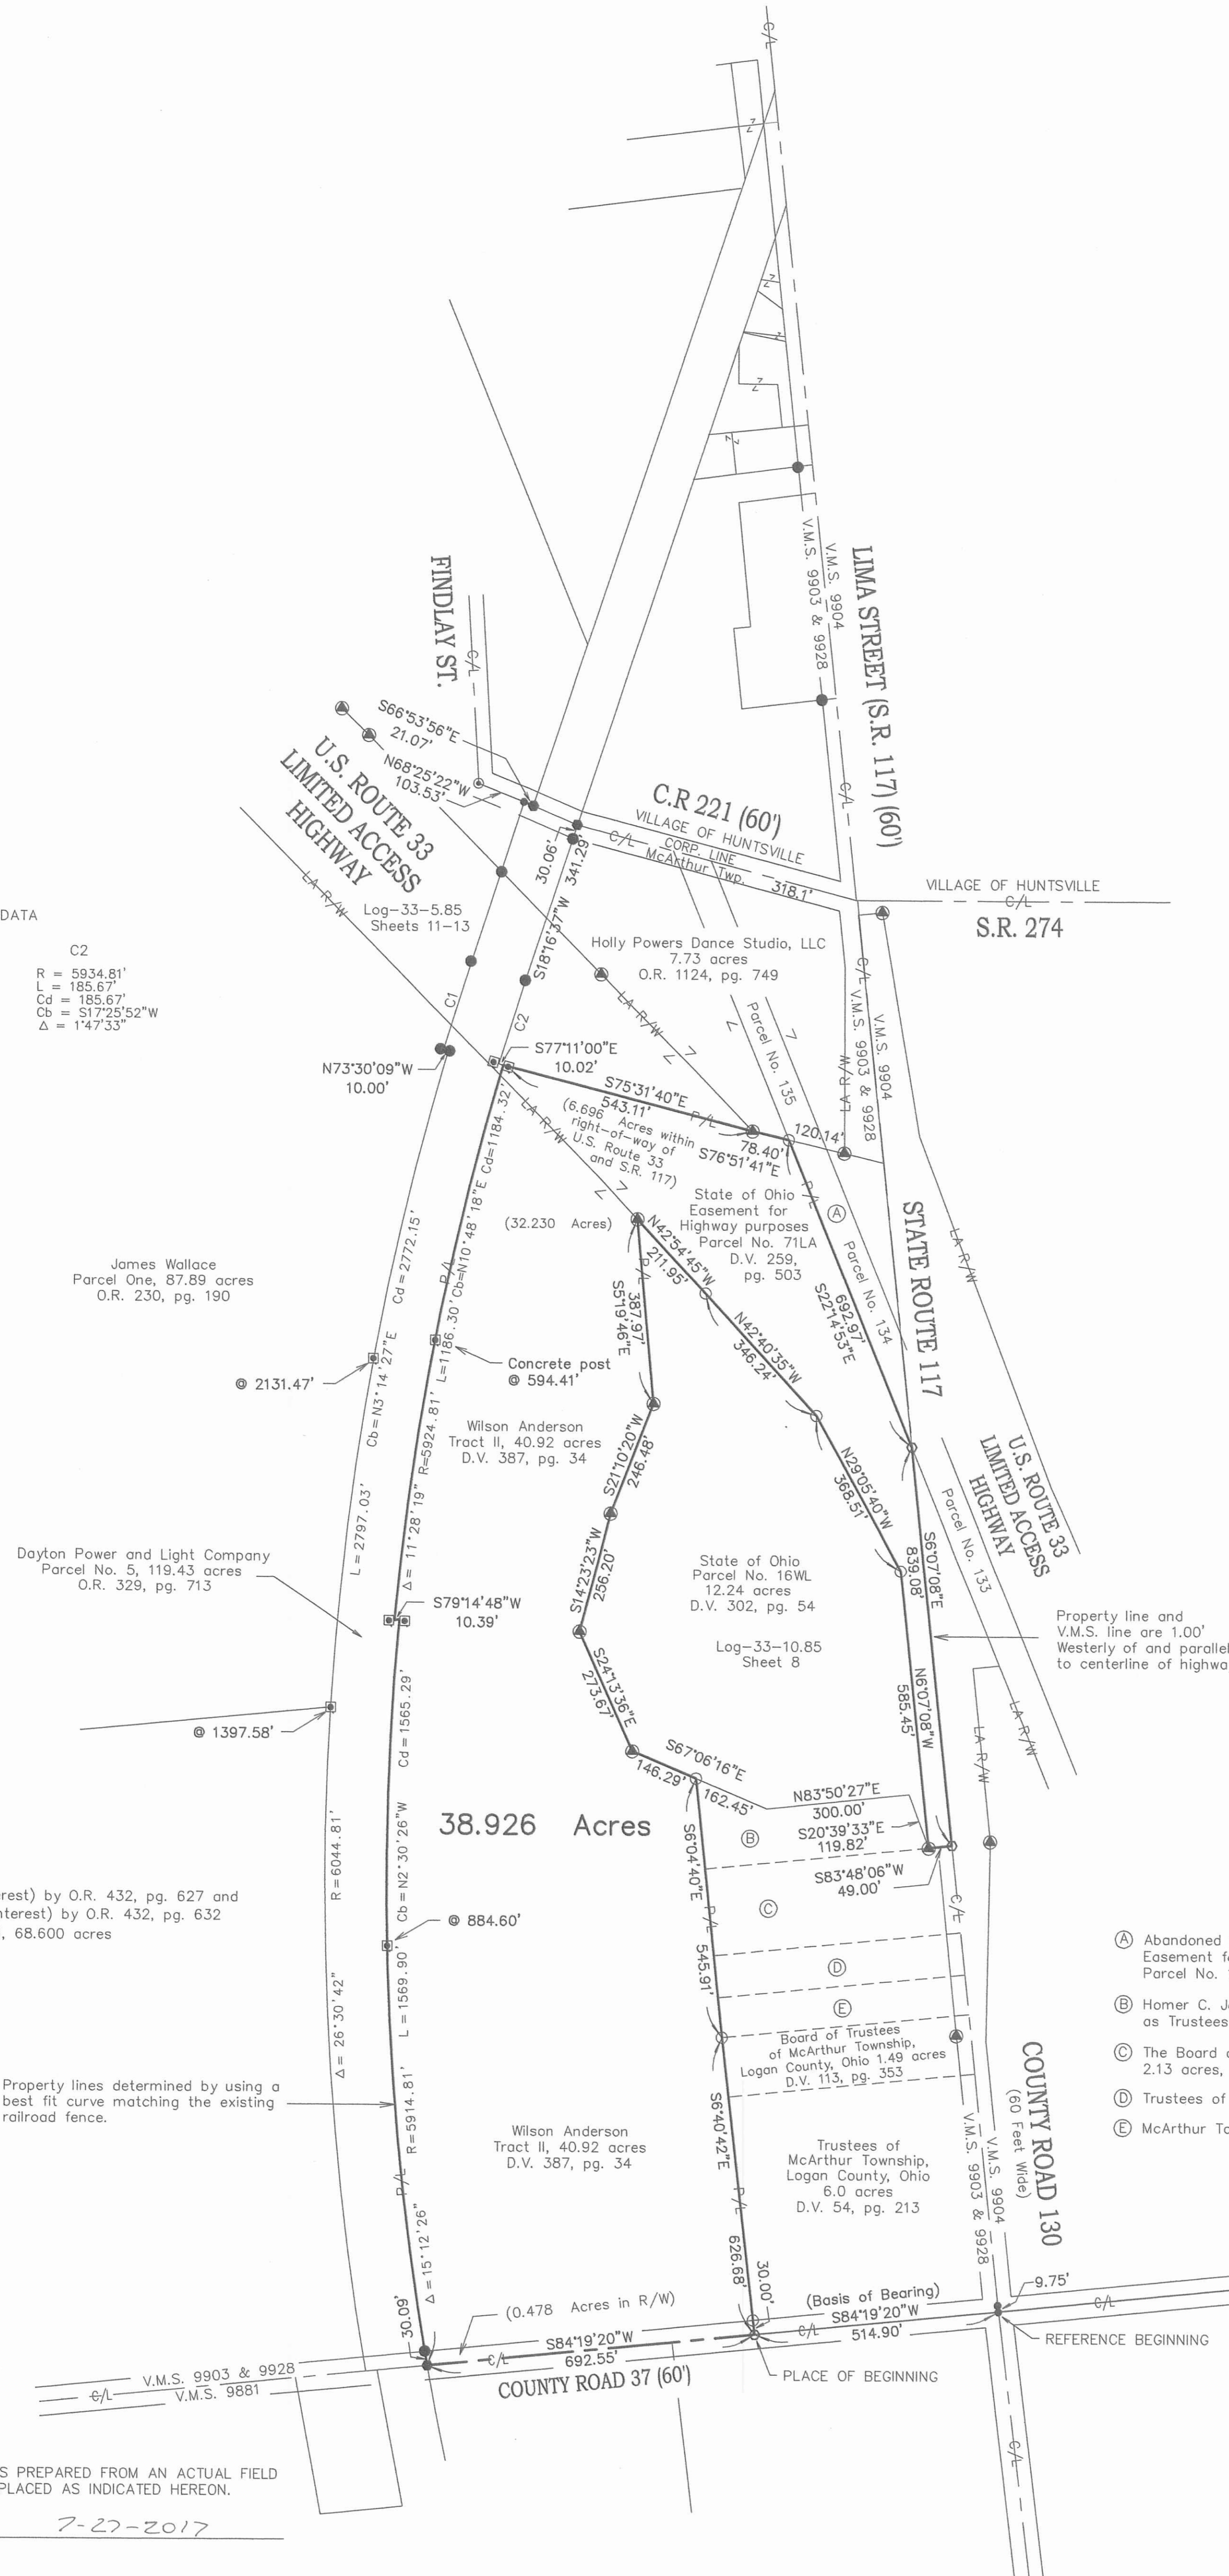 C/L
FINDLAY ST.
C/L
V.M.S. 9904
V.M.S. 9903 & 9928
LIMA STREET (S.R. 117) (60')
C/L
S66°53'56"E
21.07'
N68°25'22"W
103.53'
U.S. ROUTE 33
LIMITED ACCESS
HIGHWAY
LA R/W
C.R 221 (60')
VILLAGE OF HUNTSVILLE
C/L
CORP. LINE
McArthur Twp.
318.1'
VILLAGE OF HUNTSVILLE
C/L
S.R. 274
30.06'
S18°16'37"W 341.29'
Log-33-5.85
Sheets 11-13
DATA
C2
R = 5934.81'
L = 185.67'
Cd = 185.67'
Cb = S17°25'52"W
Δ = 1°47'33"
Holly Powers Dance Studio, LLC
7.73 acres
O.R. 1124, pg. 749
C1
C2
LA R/W
Parcel No. 135
LA R/W
C/L
V.M.S. 9903 & 9928
V.M.S. 9904
N73°30'09"W
10.00'
S77°11'00"E
10.02'
S75°31'40"E
543.11'
P/L
(6.696 Acres within
right-of-way of
U.S. Route 33
and S.R. 117)
78.40'
S76°51'41"E
120.14'
LA R/W
P/L
State of Ohio
Easement for
Highway purposes
Parcel No. 71LA
D.V. 259,
pg. 503
A
Parcel No. 134
STATE ROUTE 117
LA R/W
(32.230 Acres)
N42°54'45"W
211.95'
P/L
387.97'
S5°19'46"E
692.97'
S22°14'53"E
N42°40'35"W
346.24'
James Wallace
Parcel One, 87.89 acres
O.R. 230, pg. 190
@ 2131.47'
L = 2797.03' Cb = N3°14'27"E Cd = 2772.15'
P/L
Δ = 11°28'19" R=5924.81' L=1186.30' Cb=N10°48'18"E Cd=1184.32'
Concrete post
@ 594.41'
Wilson Anderson
Tract II, 40.92 acres
D.V. 387, pg. 34
S21°10'20"W
246.48'
N29°05'40"W
368.51'
S14°23'23"W
256.20'
U.S. ROUTE 33
LIMITED ACCESS
HIGHWAY
Parcel No. 133
S6°07'08"E
839.08'
Dayton Power and Light Company
Parcel No. 5, 119.43 acres
O.R. 329, pg. 713
S79°14'48"W
10.39'
State of Ohio
Parcel No. 16WL
12.24 acres
D.V. 302, pg. 54
Log-33-10.85
Sheet 8
Property line and
V.M.S. line are 1.00'
Westerly of and parallel
to centerline of highwa
S24°13'36"E
273.67'
N6°07'08"W
585.45'
LA R/W
LA R/W
@ 1397.58'
S67°06'16"E
146.29'
162.45'
N83°50'27"E
300.00'
S20°39'33"E
119.82'
S83°48'06"W
49.00'
38.926 Acres
B
S6°04'40"E
P/L
545.91'
C
C/L
Δ = 26°30'42" R=6044.81'
rest) by O.R. 432, pg. 627 and
nterest) by O.R. 432, pg. 632
, 68.600 acres
@ 884.60'
Δ = 15°12'26" P/L R=5914.81' L = 1569.90' Cb=N2°30'26"W Cd=1565.29'
D
E
Board of Trustees
of McArthur Township,
Logan County, Ohio 1.49 acres
D.V. 113, pg. 353
A Abandoned
Easement f
Parcel No.
B Homer C. J
as Trustees
C The Board
2.13 acres,
D Trustees of
E McArthur To
COUNTY ROAD 130
(60 Feet Wide)
Property lines determined by using a
best fit curve matching the existing
railroad fence.
Wilson Anderson
Tract II, 40.92 acres
D.V. 387, pg. 34
S6°40'42"E
P/L
626.68'
Trustees of
McArthur Township,
Logan County, Ohio
6.0 acres
D.V. 54, pg. 213
V.M.S. 9903 & 9928
V.M.S. 9904
30.09'
(0.478 Acres in R/W)
30.00'
(Basis of Bearing)
S84°19'20"W
514.90'
C/L
9.75'
C/L
REFERENCE BEGINNING
S84°19'20"W
C/L
692.55'
PLACE OF BEGINNING
V.M.S. 9903 & 9928
C/L
V.M.S. 9881
COUNTY ROAD 37 (60')
C/L
S PREPARED FROM AN ACTUAL FIELD
PLACED AS INDICATED HEREON.
7-27-2017